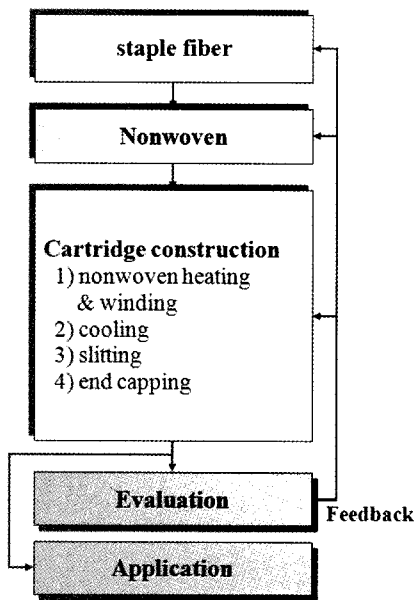 staple fiber
Nonwoven
Cartridge construction
1) nonwoven heating
& winding
2) cooling
3) slitting
4) end capping
Evaluation
Feedback
Application